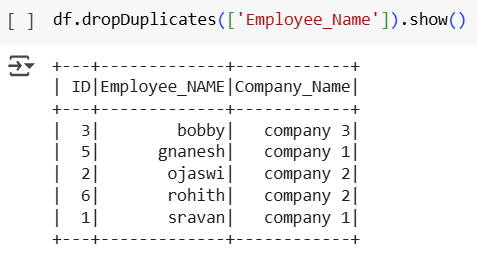 [ ] df.dropDuplicates(['Employee_Name']).show()
+---+-------------+------------+
| ID|Employee_NAME|Company_Name|
+---+-------------+------------+
|  3|        bobby|   company 3|
|  5|      gnanesh|   company 1|
|  2|       ojaswi|   company 2|
|  6|       rohith|   company 2|
|  1|       sravan|   company 1|
+---+-------------+------------+